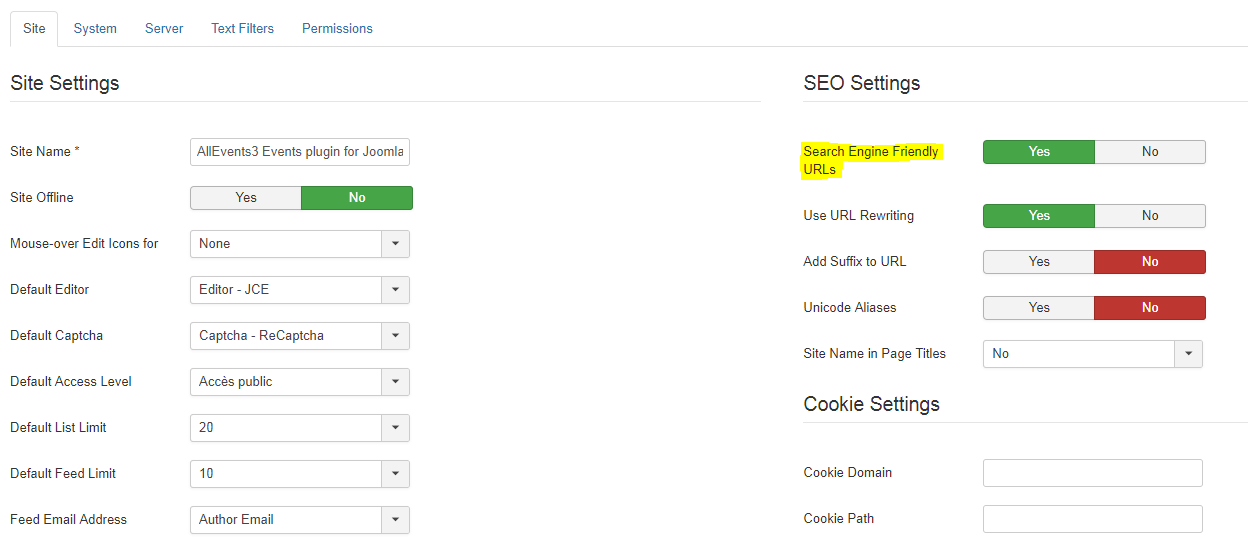 Site System Server Text Filters Permissions
Site Settings
Site Name * AllEvents3 Events plugin for Joomla
Site Offline Yes No
Mouse-over Edit Icons for None
Default Editor Editor - JCE
Default Captcha Captcha - ReCaptcha
Default Access Level Accès public
Default List Limit 20
Default Feed Limit 10
Feed Email Address Author Email
SEO Settings
Search Engine Friendly Yes No
URLs
Use URL Rewriting Yes No
Add Suffix to URL Yes No
Unicode Aliases Yes No
Site Name in Page Titles No
Cookie Settings
Cookie Domain
Cookie Path